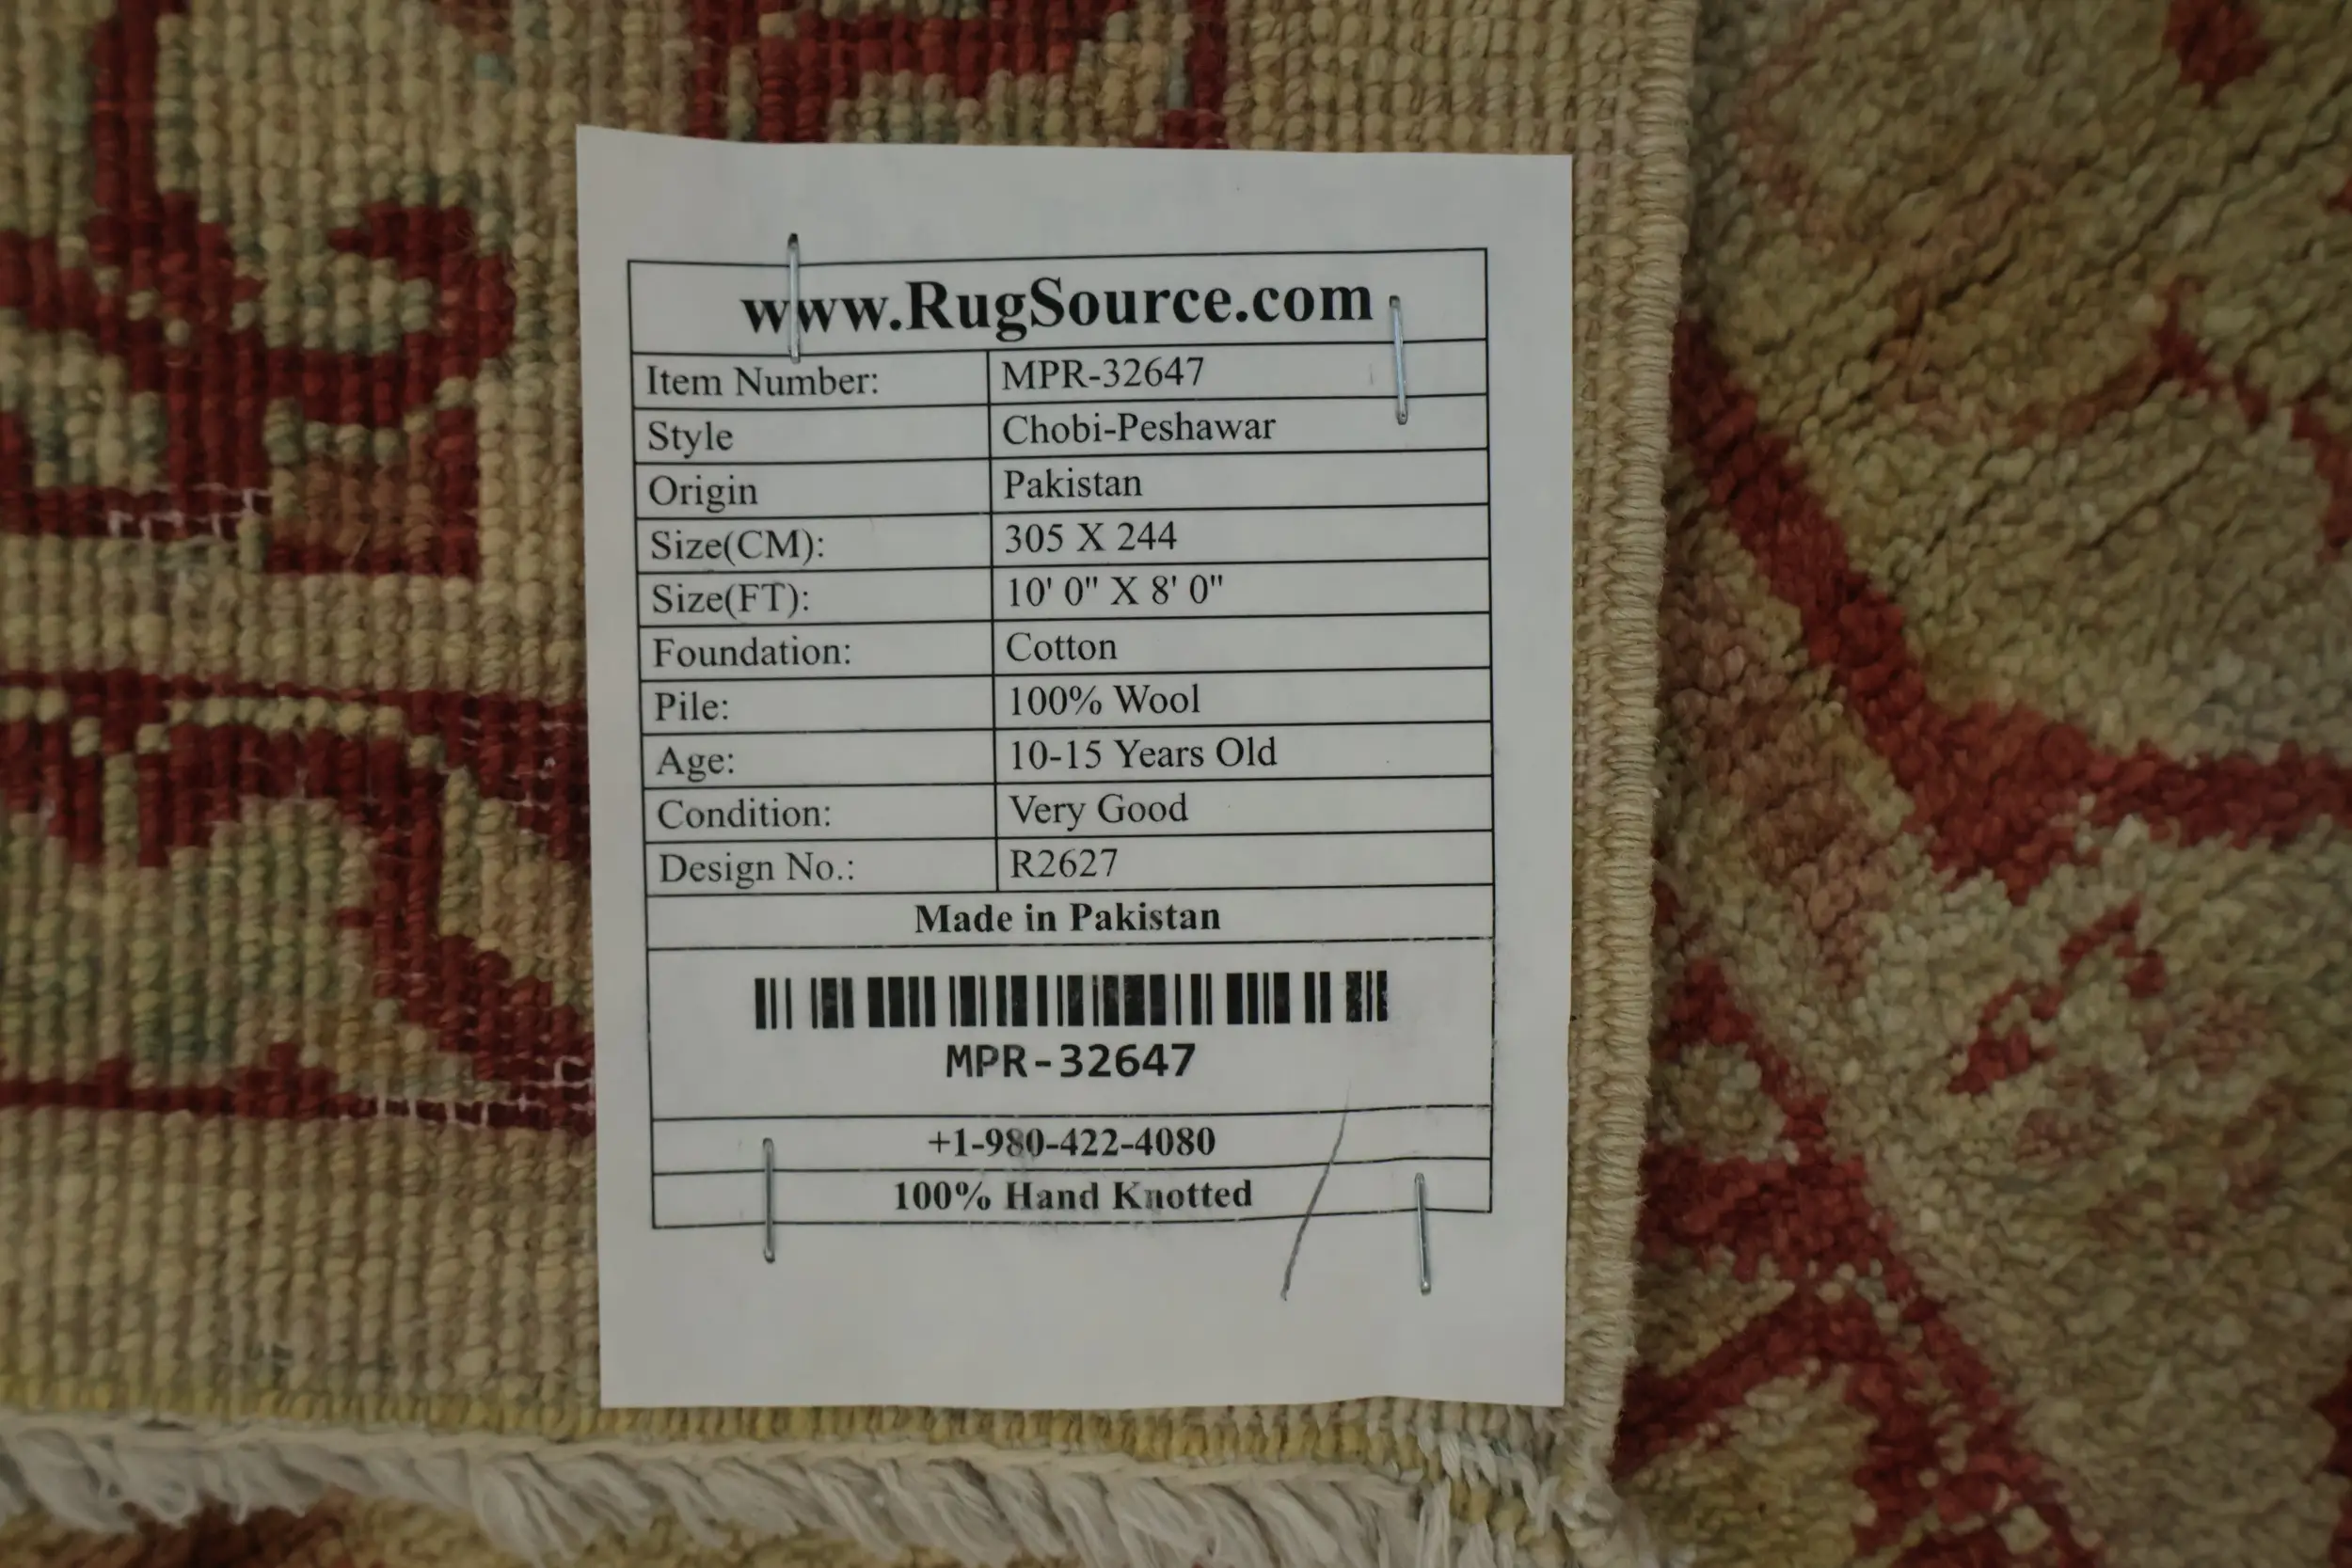 www.RugSource.com
Item Number: MPR-32647
Style Chobi-Peshawar
Origin Pakistan
Size(CM): 305 X 244
Size(FT): 10' 0" X 8' 0"
Foundation: Cotton
Pile: 100% Wool
Age: 10-15 Years Old
Condition: Very Good
Design No.: R2627
Made in Pakistan
MPR-32647
+1-980-422-4080
100% Hand Knotted